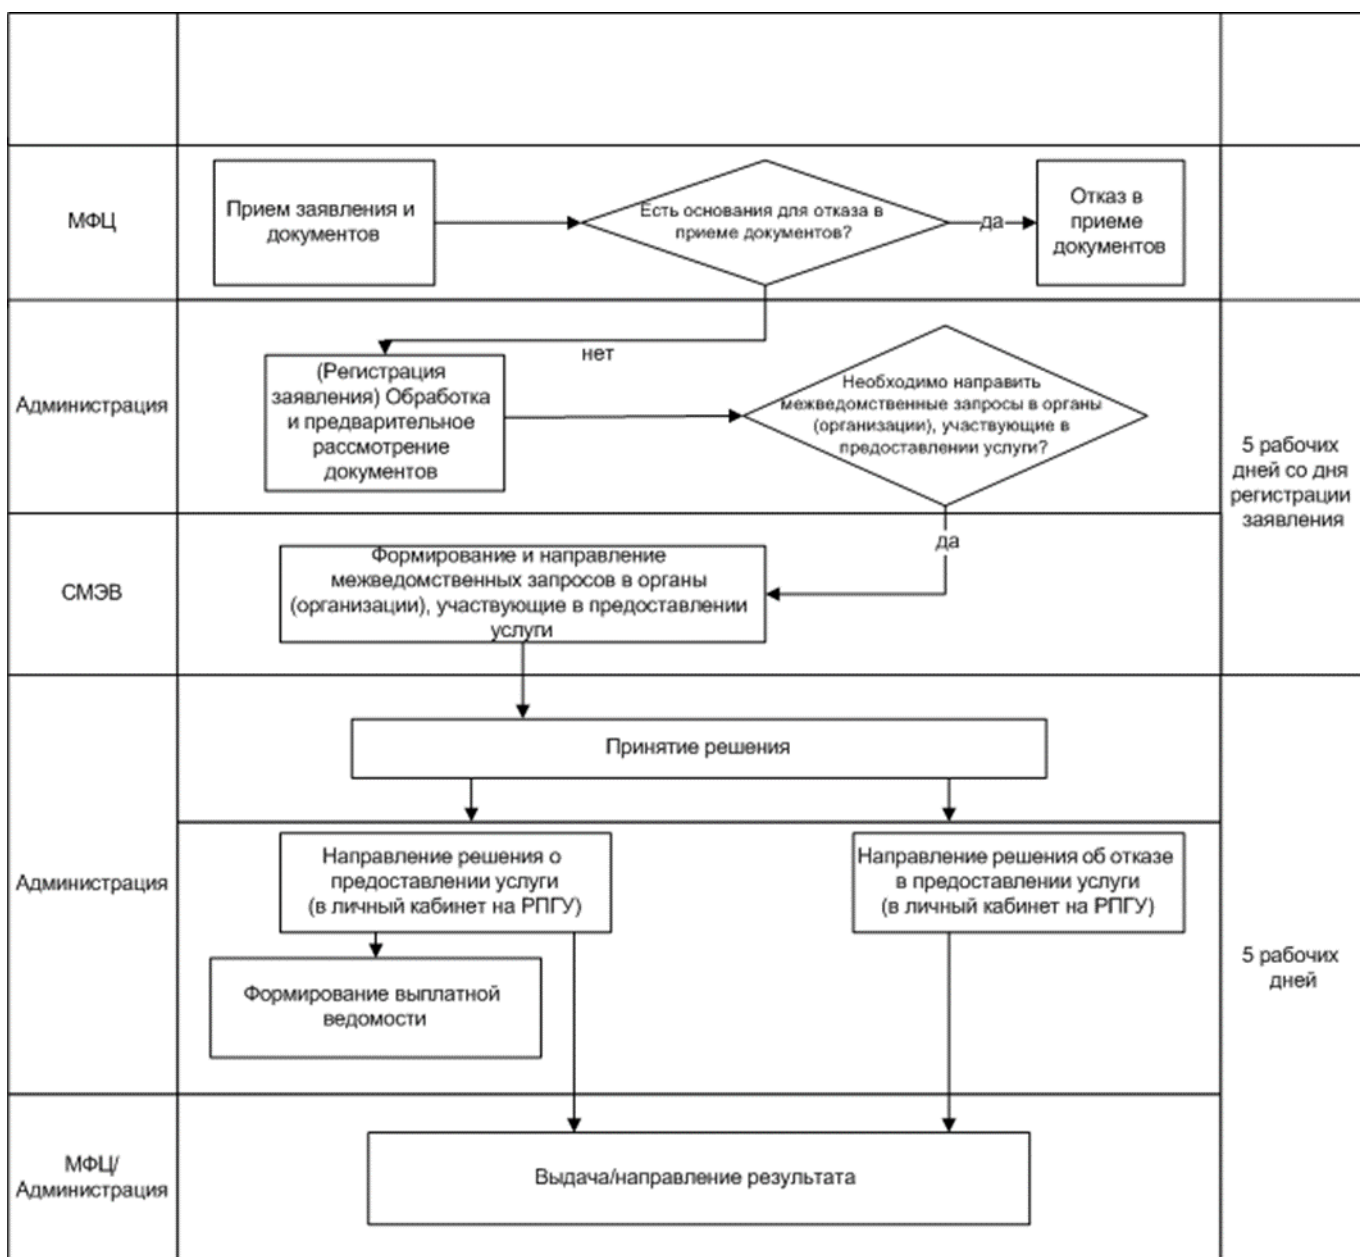 МФЦ
Прием заявления и
документов
Есть основания для отказа в
приеме документов?
да
Отказ в
приеме
документов
Администрация
нет
(Регистрация
заявления) Обработка
и предварительное
рассмотрение
документов
Необходимо направить
межведомственные запросы в органы
(организации), участвующие в
предоставлении услуги?
5 рабочих
дней со дня
регистрации
заявления
СМЭВ
да
Формирование и направление
межведомственных запросов в органы
(организации), участвующие в предоставлении
услуги
Принятие решения
Администрация
Направление решения о
предоставлении услуги
(в личный кабинет на РПГУ)
Направление решения об отказе
в предоставлении услуги
(в личный кабинет на РПГУ)
Формирование выплатной
ведомости
5 рабочих
дней
МФЦ/
Администрация
Выдача/направление результата